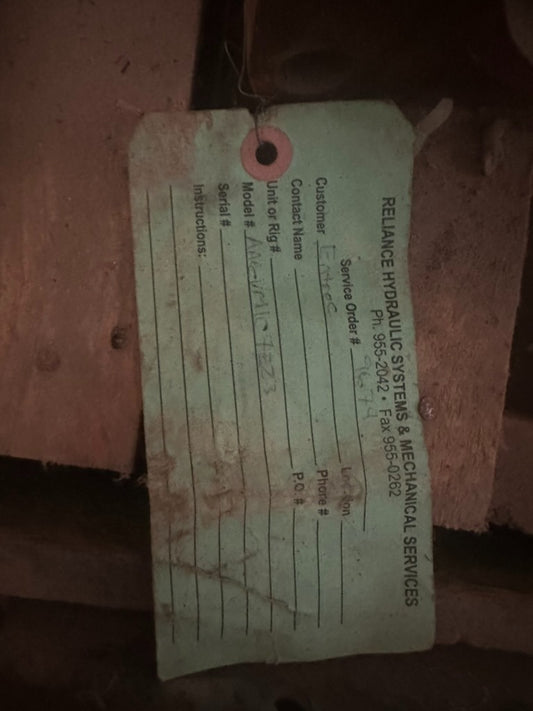 RELIANCE HYDRAULIC SYSTEMS & MECHANICAL SERVICES
Ph. 955-2042 • Fax 955-0262
Service Order #
Customer Location
Contact Name Phone #
Unit or Rig # P.O. #
Model #
Serial #
Instructions: